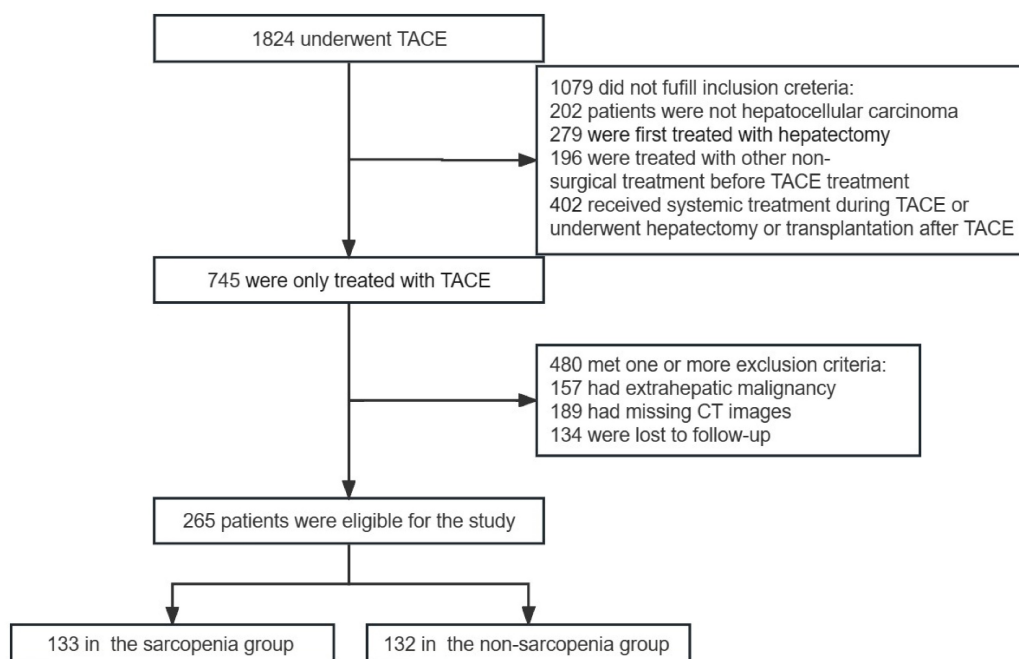 1824 underwent TACE
1079 did not fufill inclusion creteria:
202 patients were not hepatocellular carcinoma
279 were first treated with hepatectomy
196 were treated with other non-
surgical treatment before TACE treatment
402 received systemic treatment during TACE or
underwent hepatectomy or transplantation after TACE
745 were only treated with TACE
480 met one or more exclusion criteria:
157 had extrahepatic malignancy
189 had missing CT images
134 were lost to follow-up
265 patients were eligible for the study
133 in the sarcopenia group
132 in the non-sarcopenia group